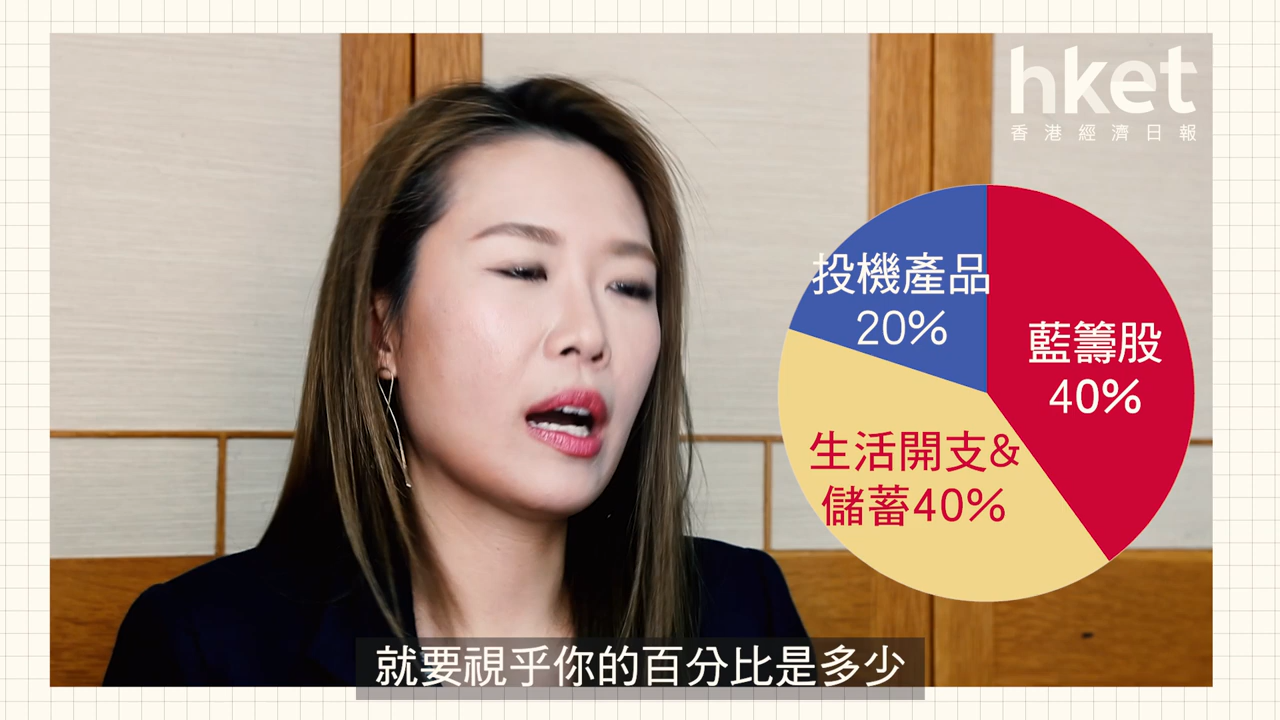 hket
香港經濟日報
投機產品
20%
藍籌股
40%
生活開支&
儲蓄40%
就要視乎你的百分比是多少